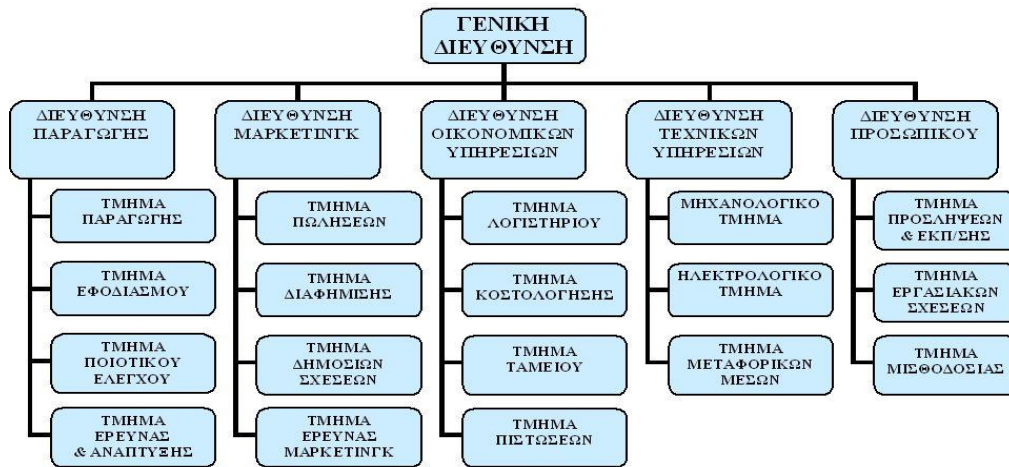 ΓΕΝΙΚΗ
ΔΙΕΥΘΥΝΣΗ
ΔΙΕΥΘΥΝΣΗ
ΠΑΡΑΓΩΓΗΣ
ΤΜΗΜΑ
ΠΑΡΑΓΩΓΗΣ
ΤΜΗΜΑ
ΕΦΟΔΙΑΣΜΟΥ
ΤΜΗΜΑ
ΠΟΙΟΤΙΚΟΥ
ΕΛΕΓΧΟΥ
ΤΜΗΜΑ
ΕΡΕΥΝΑΣ
& ΑΝΑΠΤΥΞΗΣ
ΔΙΕΥΘΥΝΣΗ
ΜΑΡΚΕΤΙΝΓΚ
ΤΜΗΜΑ
ΠΩΛΗΣΕΩΝ
ΤΜΗΜΑ
ΔΙΑΦΗΜΙΣΗΣ
ΤΜΗΜΑ
ΔΗΜΟΣΙΩΝ
ΣΧΕΣΕΩΝ
ΤΜΗΜΑ
ΕΡΕΥΝΑΣ
ΜΑΡΚΕΤΙΝΓΚ
ΔΙΕΥΘΥΝΣΗ
ΟΙΚΟΝΟΜΙΚΩΝ
ΥΠΗΡΕΣΙΩΝ
ΤΜΗΜΑ
ΛΟΓΙΣΤΗΡΙΟΥ
ΤΜΗΜΑ
ΚΟΣΤΟΛΟΓΗΣΗΣ
ΤΜΗΜΑ
ΤΑΜΕΙΟΥ
ΤΜΗΜΑ
ΠΙΣΤΩΣΕΩΝ
ΔΙΕΥΘΥΝΣΗ
ΤΕΧΝΙΚΩΝ
ΥΠΗΡΕΣΙΩΝ
ΜΗΧΑΝΟΛΟΓΙΚΟ
ΤΜΗΜΑ
ΗΛΕΚΤΡΟΛΟΓΙΚΟ
ΤΜΗΜΑ
ΤΜΗΜΑ
ΜΕΤΑΦΟΡΙΚΩΝ
ΜΕΣΩΝ
ΔΙΕΥΘΥΝΣΗ
ΠΡΟΣΩΠΙΚΟΥ
ΤΜΗΜΑ
ΠΡΟΣΛΗΨΕΩΝ
& ΕΚΠ/ΣΗΣ
ΤΜΗΜΑ
ΕΡΓΑΣΙΑΚΩΝ
ΣΧΕΣΕΩΝ
ΤΜΗΜΑ
ΜΙΣΘΟΔΟΣΙΑΣ